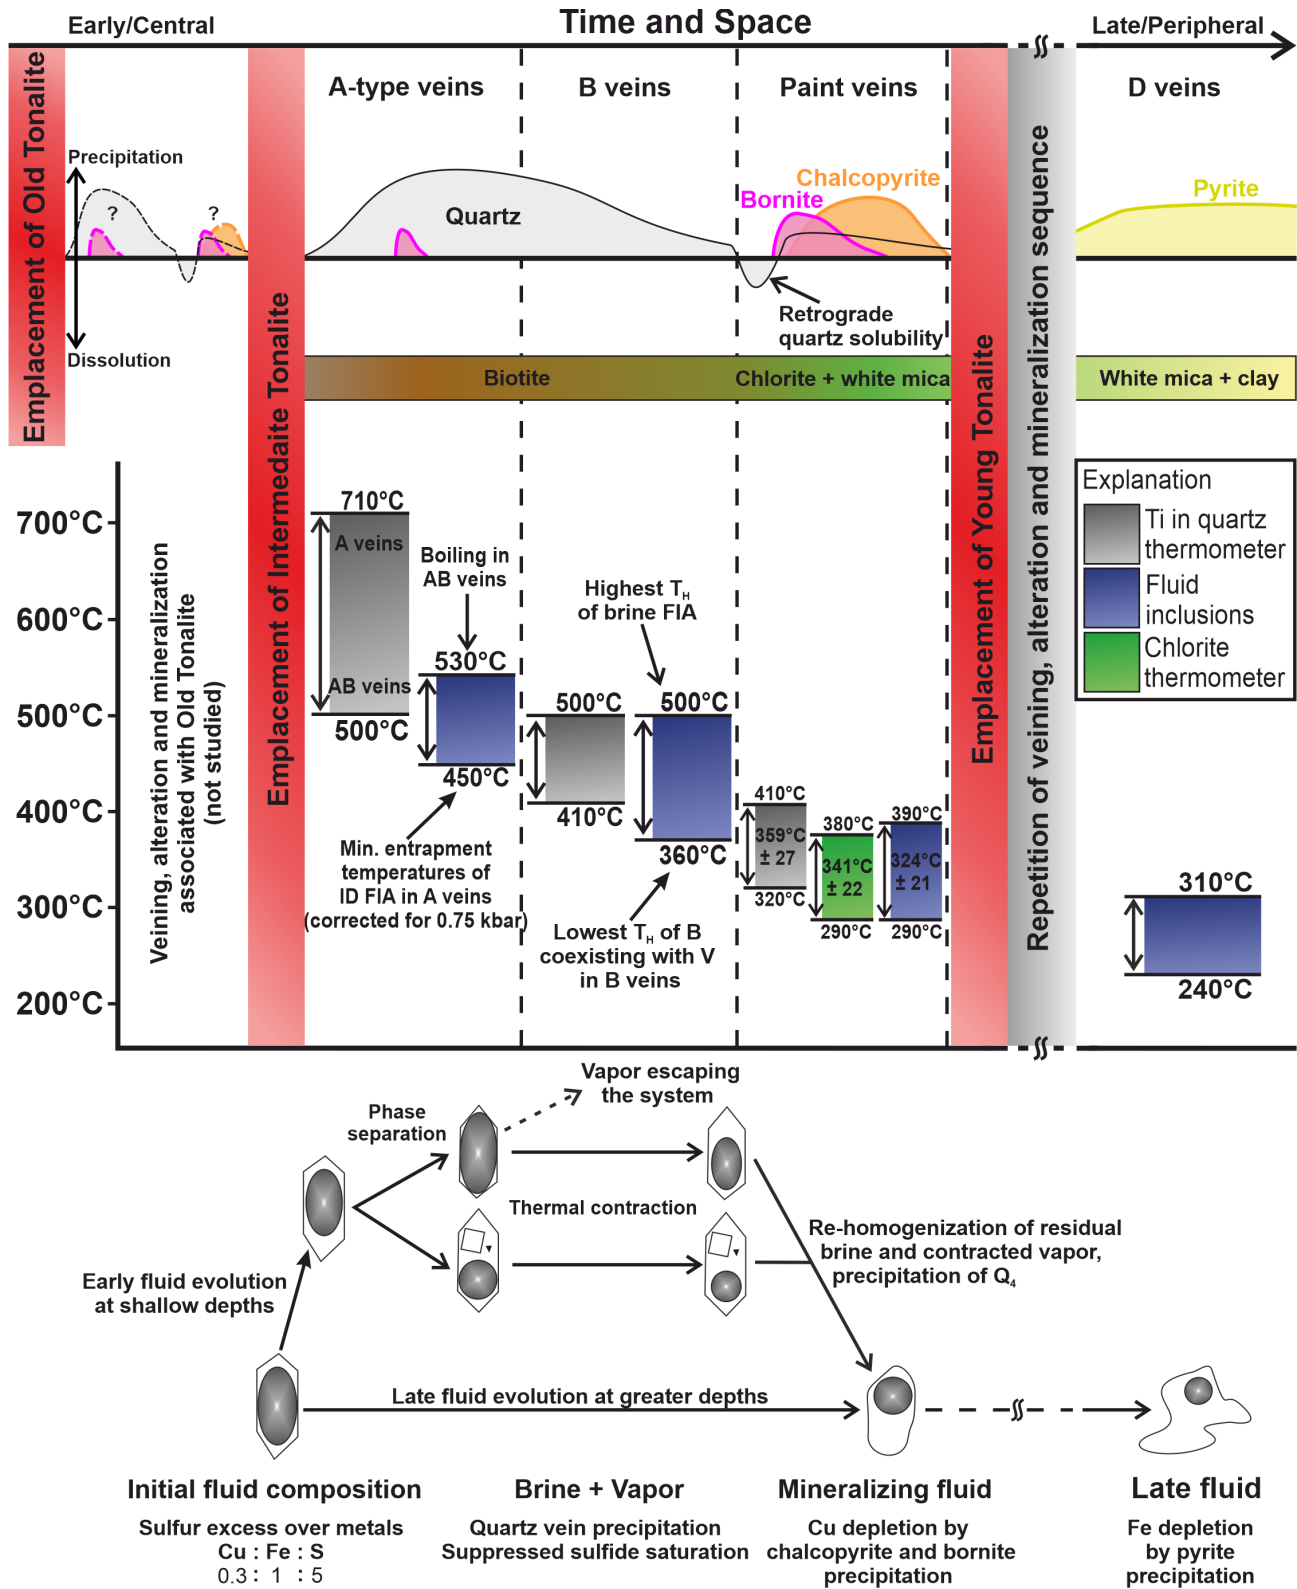 Early/Central
Time and Space
Late/Peripheral
Emplacement of Old Tonalite
Emplacement of Intermedaite Tonalite
A-type veins
B veins
Paint veins
Emplacement of Young Tonalite
Repetition of veining, alteration and mineralization sequence
D veins
Precipitation
?
?
Dissolution
Quartz
Bornite
Chalcopyrite
Pyrite
Retrograde
quartz solubility
Biotite
Chlorite + white mica
White mica + clay
700°C
600°C
500°C
400°C
300°C
200°C
Veining, alteration and mineralization
associated with Old Tonalite
(not studied)
710°C
A veins
AB veins
500°C
Boiling in
AB veins
530°C
450°C
Min. entrapment
temperatures of
ID FIA in A veins
(corrected for 0.75 kbar)
Highest TH
of brine FIA
500°C
410°C
500°C
360°C
Lowest TH of B
coexisting with V
in B veins
410°C
359°C
± 27
320°C
380°C
341°C
± 22
290°C
390°C
324°C
± 21
290°C
Explanation
Ti in quartz
thermometer
Fluid
inclusions
Chlorite
thermometer
310°C
240°C
Vapor escaping
the system
Phase
separation
Thermal contraction
Re-homogenization of residual
brine and contracted vapor,
precipitation of Q4
Early fluid evolution
at shallow depths
Late fluid evolution at greater depths
Initial fluid composition
Sulfur excess over metals
Cu : Fe : S
0.3 : 1 : 5
Brine + Vapor
Quartz vein precipitation
Suppressed sulfide saturation
Mineralizing fluid
Cu depletion by
chalcopyrite and bornite
precipitation
Late fluid
Fe depletion
by pyrite
precipitation